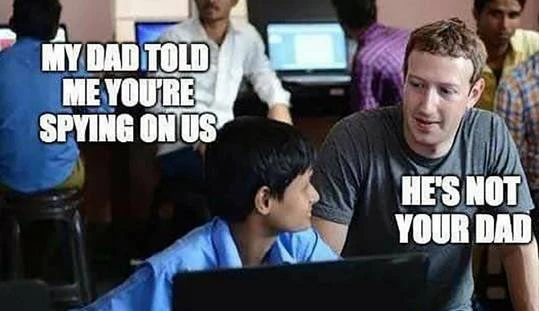 MY DAD TOLD
ME YOU'RE
SPYING ON US
HE'S NOT
YOUR DAD